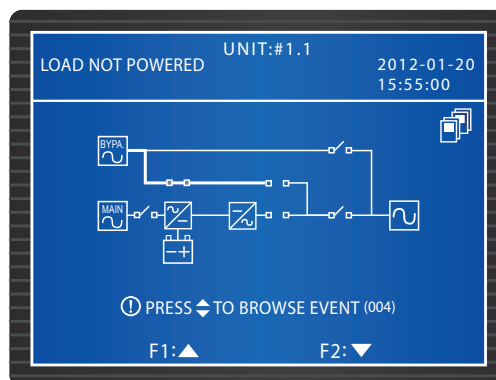 UNIT:#1.1
LOAD NOT POWERED
2012-01-20
15:55:00
BYPA.
MAIN
PRESS TO BROWSE EVENT (004)
F1: F2: